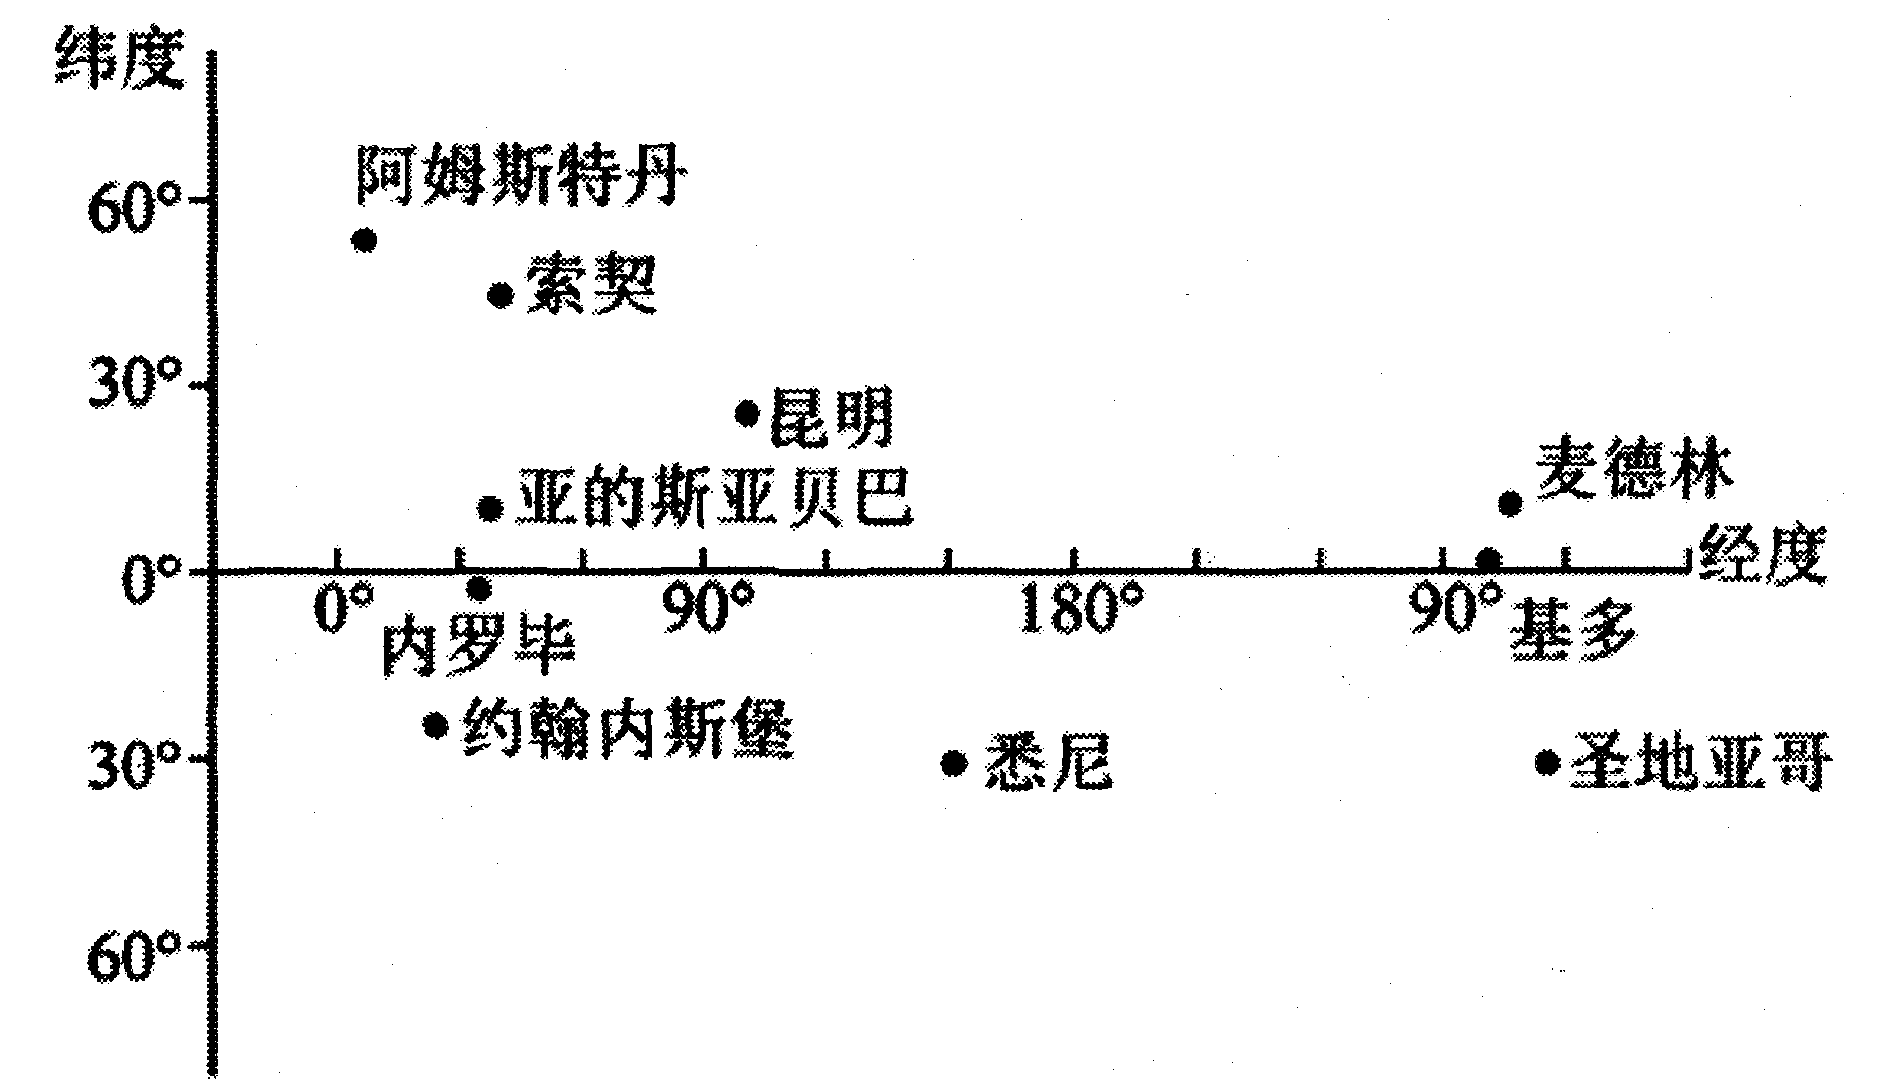 纬度
阿姆斯特丹
60°
索契
30°
昆明
麦德林
亚的斯亚贝巴
经度
0°
0° 90° 180° 90°
基多
内罗毕
约翰内斯堡
30°
悉尼
圣地亚哥
60°